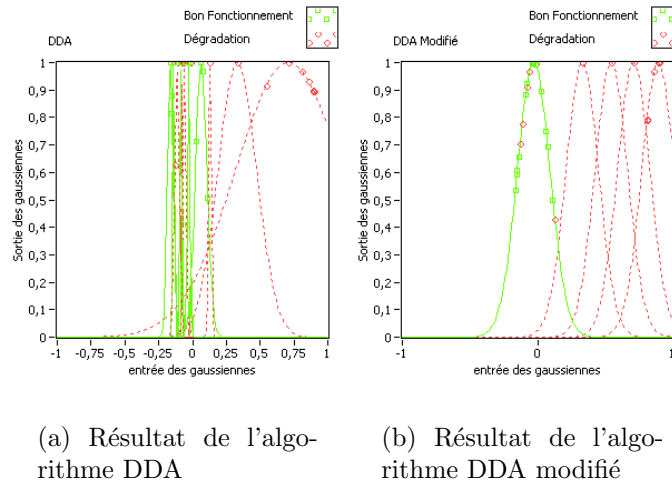 Bon Fonctionnement
DDA
Dégradation
1
0,9
0,8
0,7
0,6
0,5
0,4
0,3
0,2
0,1
0
Sortie des gaussiennes
-1
-0,75
-0,5
-0,25
0
0,25
0,5
0,75
1
entrée des gaussiennes
Bon Fonctionnement
DDA Modifié
Dégradation
1
0,9
0,8
0,7
0,6
0,5
0,4
0,3
0,2
0,1
0
Sortie des gaussiennes
-1
0
1
entrée des gaussiennes
(a) Résultat de l'algo-
rithme DDA
(b) Résultat de l'algo-
rithme DDA modifié